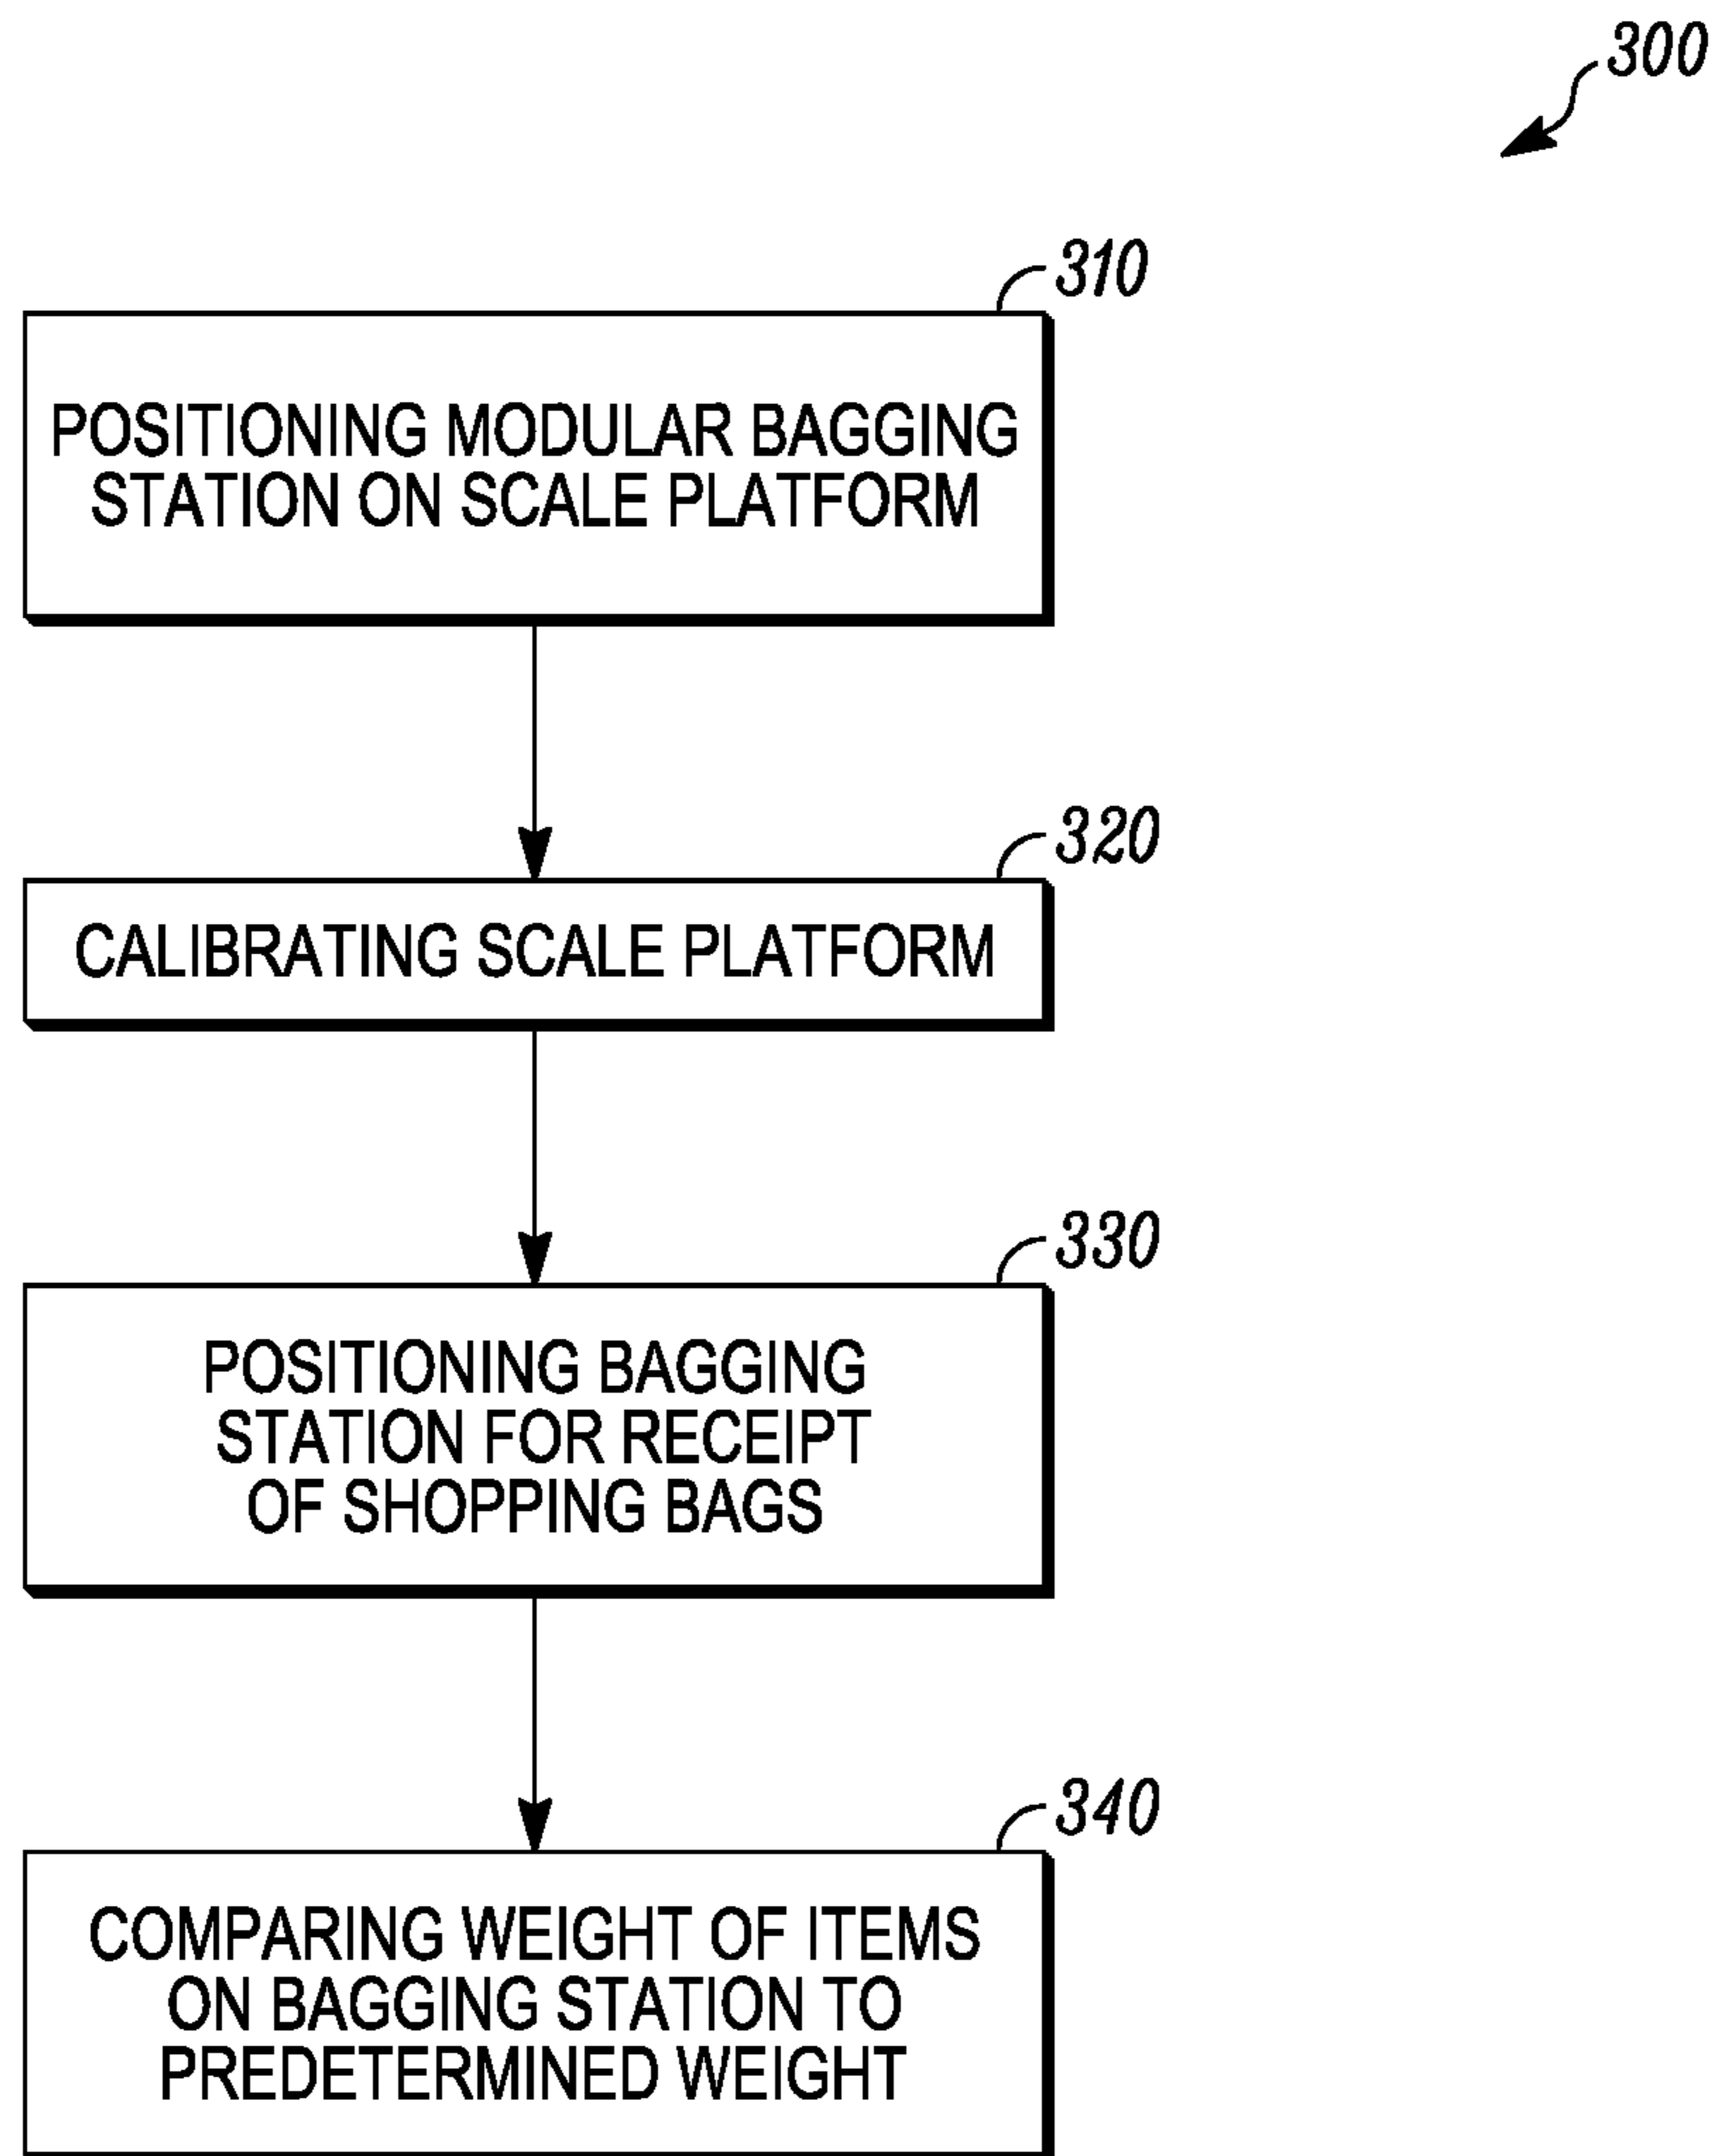 300
310
POSITIONING MODULAR BAGGING
STATION ON SCALE PLATFORM
320
CALIBRATING SCALE PLATFORM
330
POSITIONING BAGGING
STATION FOR RECEIPT
OF SHOPPING BAGS
340
COMPARING WEIGHT OF ITEMS
ON BAGGING STATION TO
PREDETERMINED WEIGHT